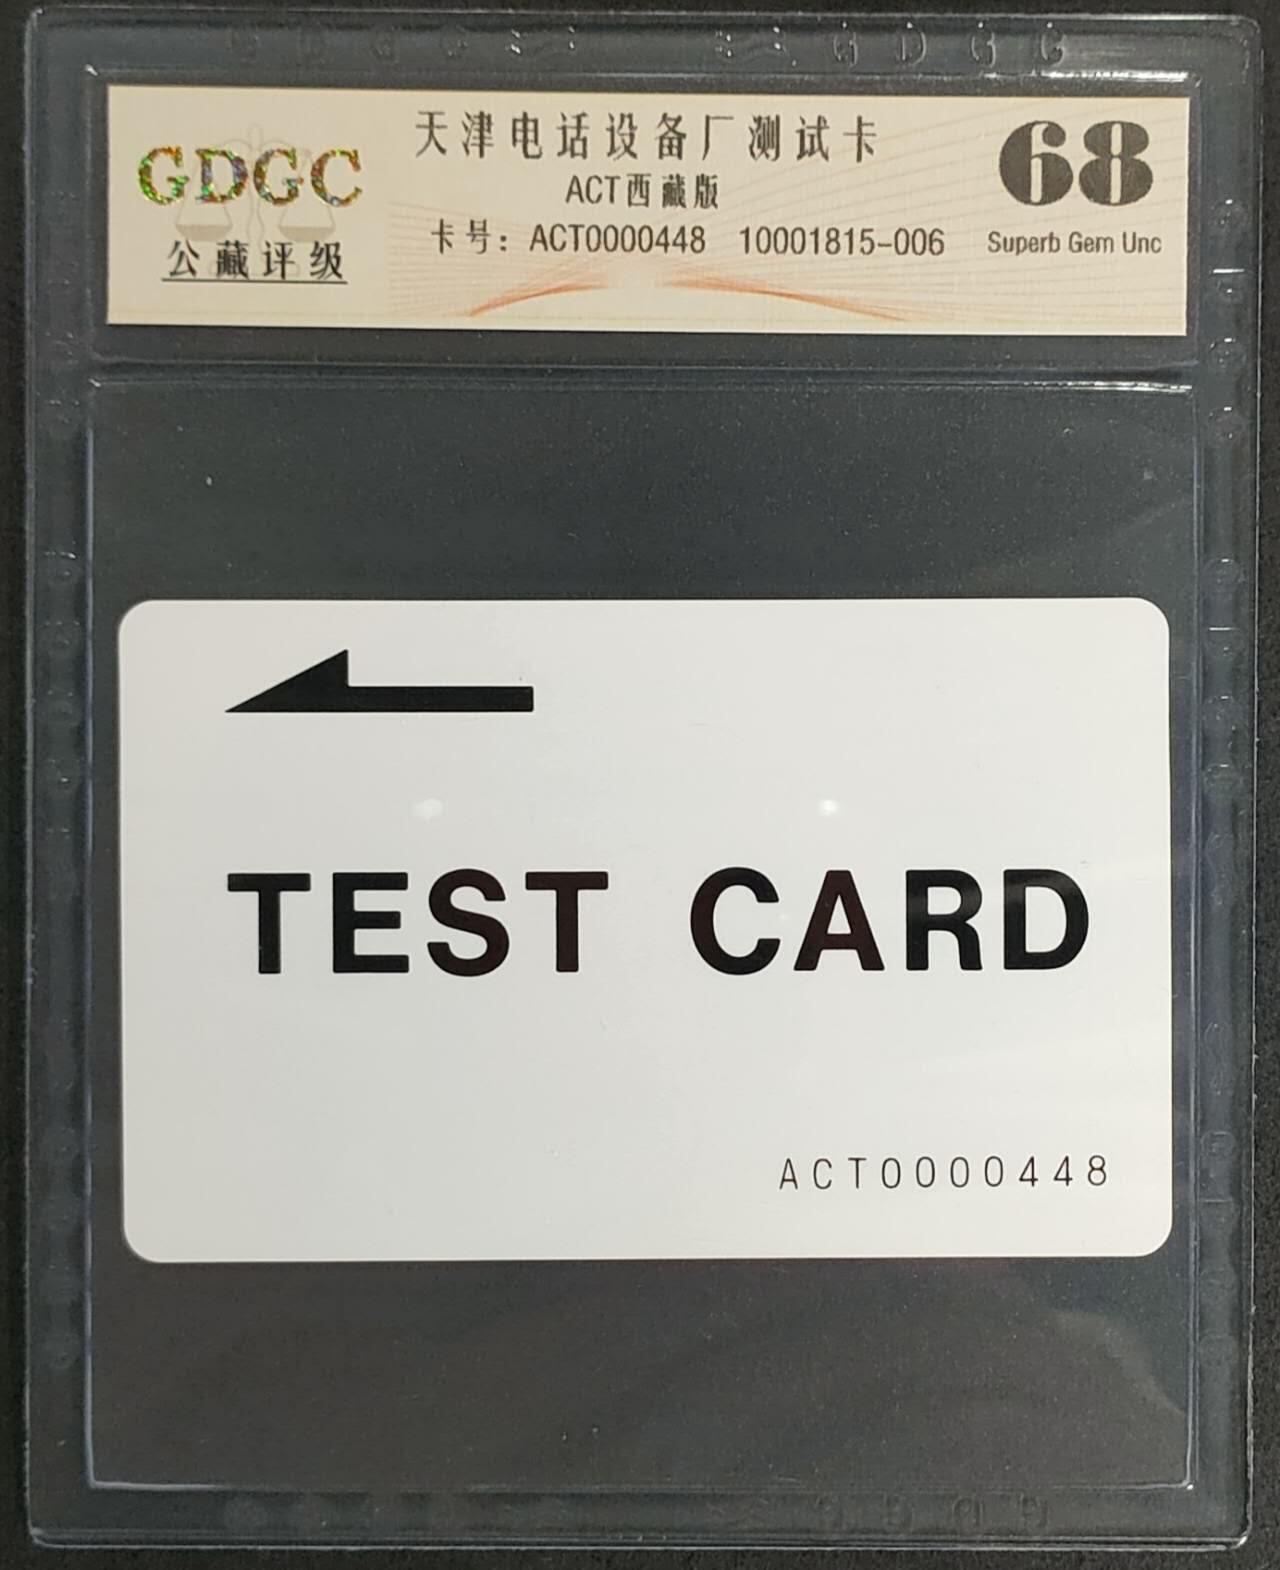 GDGC
公藏评级
天津电话设备厂测试卡
ACT西藏版
卡号：ACT0000448 10001815-006
68
Superb Gem Unc
TEST CARD
ACT0000448